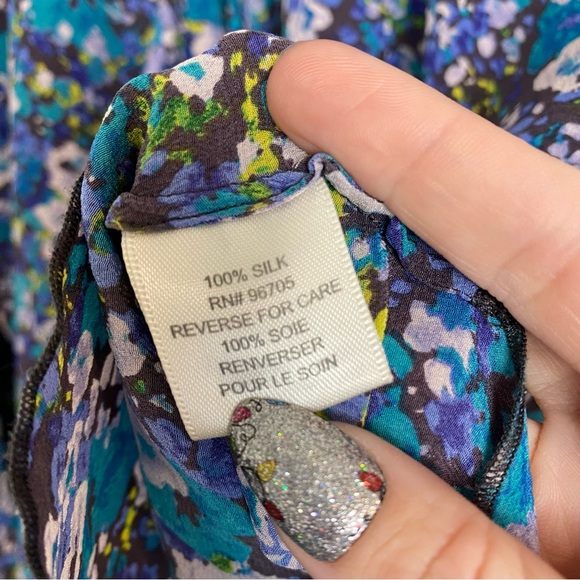 100% SILK
RN# 96705
REVERSE FOR CARE
100% SOIE
RENVERSER
POUR LE SOIN